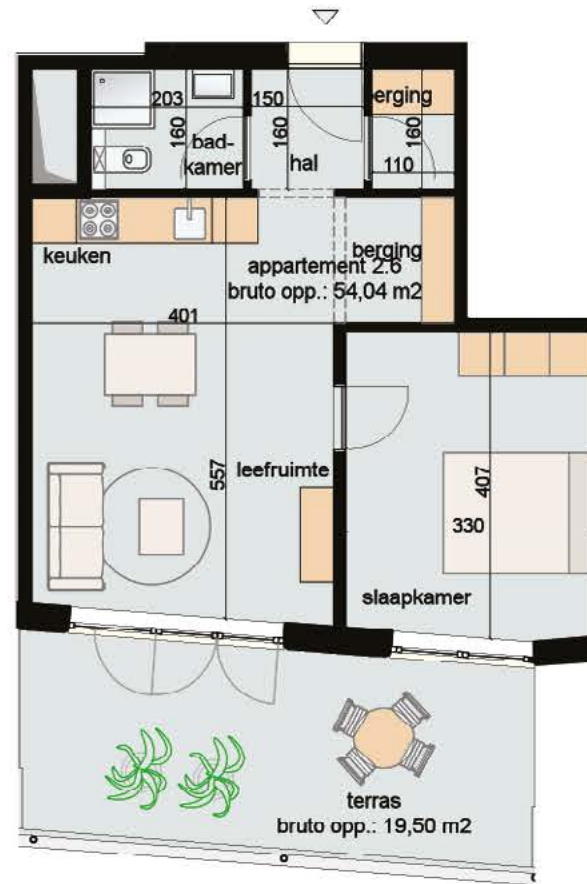 203
150
berging
160
160
160
bad-
kamer
hal
110
keuken
berging
appartement 2.6
bruto opp.: 54,04 m2
401
leefruimte
557
407
330
slaapkamer
terras
bruto opp.: 19,50 m2